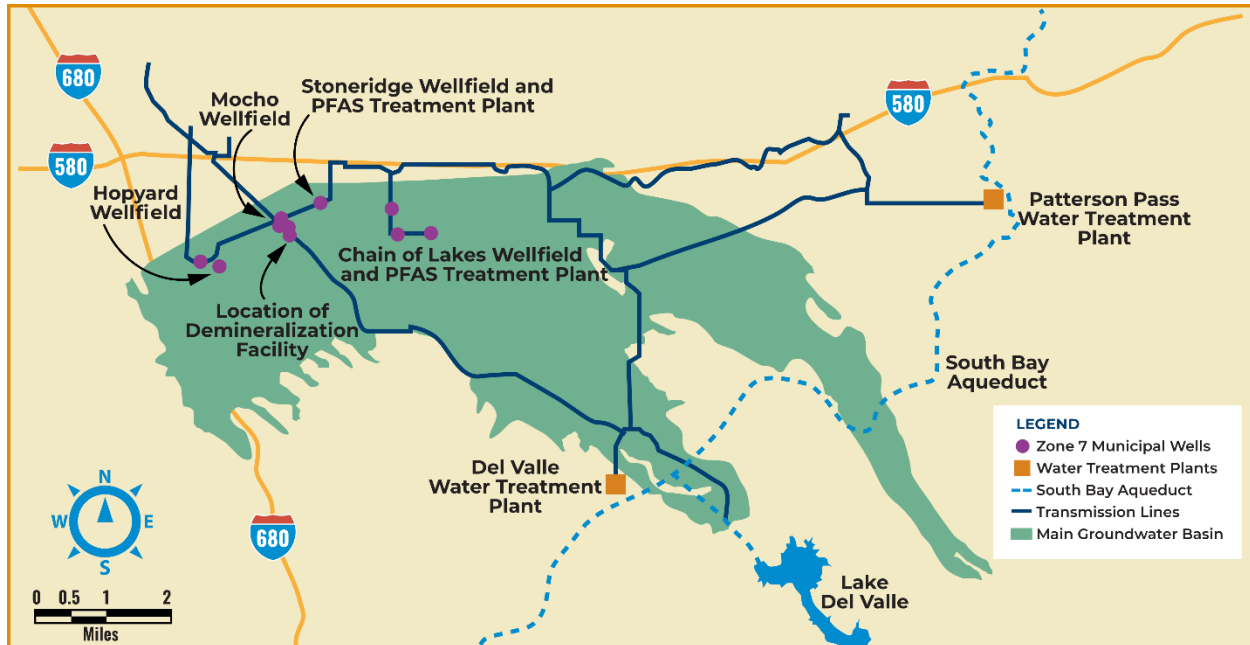 680
580
Mocho
Wellfield
Stoneridge Wellfield and
PFAS Treatment Plant
580
Hopyard
Wellfield
Patterson Pass
Water Treatment
Plant
Chain of Lakes Wellfield
and PFAS Treatment Plant
Location of
Demineralization
Facility
South Bay
Aqueduct
Del Valle
Water Treatment
Plant
680
Lake
Del Valle
N
W E
S
0 0.5 1 2
Miles
LEGEND
Zone 7 Municipal Wells
Water Treatment Plants
South Bay Aqueduct
Transmission Lines
Main Groundwater Basin